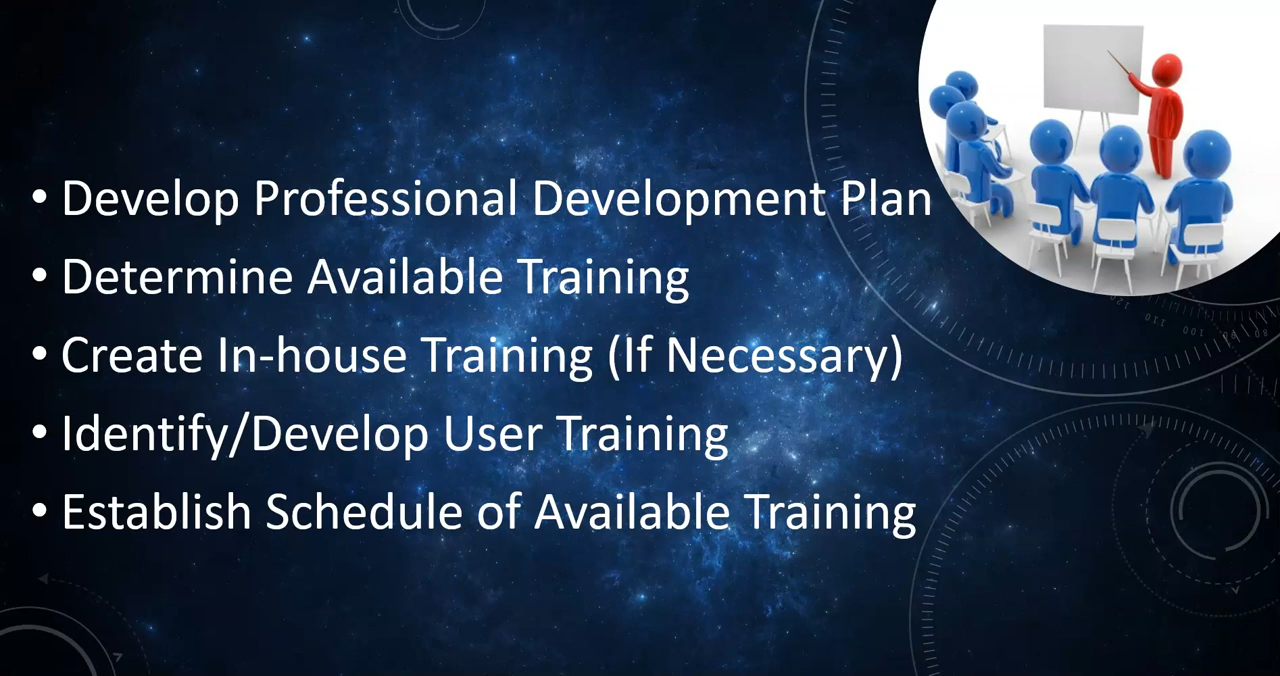 • Develop Professional Development Plan
• Determine Available Training
• Create In-house Training (If Necessary)
• Identify/Develop User Training
• Establish Schedule of Available Training